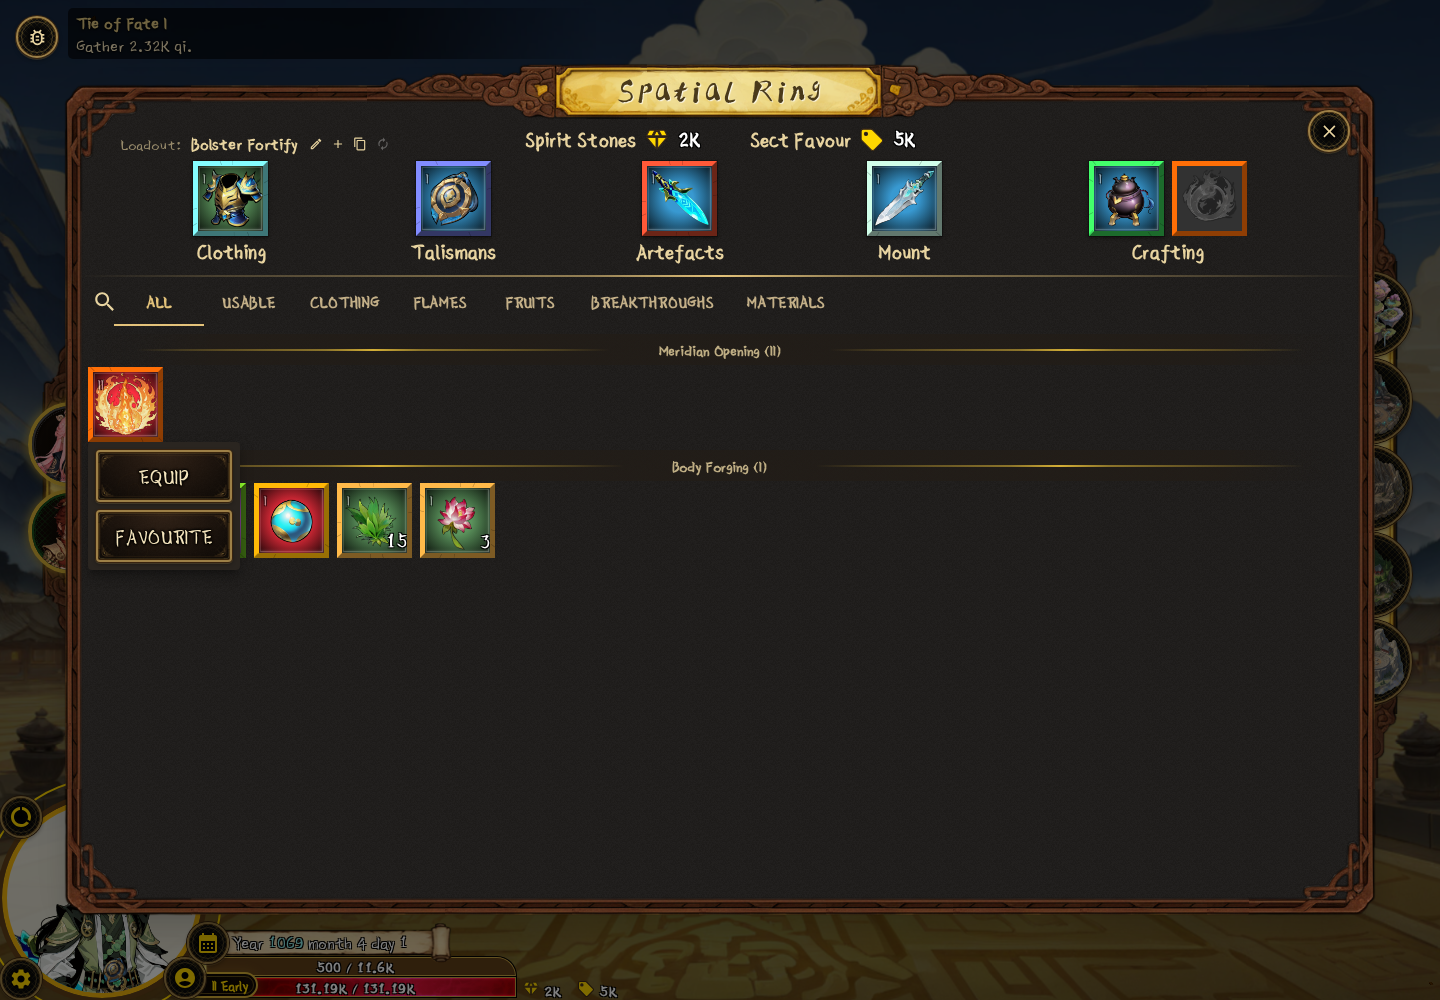 Tie of Fate I
Gather 2.32K qi.
Spatial Ring
Loadout: Bolster Fortify
Spirit Stones 2K
Sect Favour 5K
I
I
I
I
I
Clothing
Talismans
Artefacts
Mount
Crafting
ALL
USABLE
CLOTHING
FLAMES
FRUITS
BREAKTHROUGHS
MATERIALS
Meridian Opening (II)
II
EQUIP
FAVOURITE
Body Forging (I)
I
I
15
I
3
Year 1069 month 4 day 1
500 / 11.6K
II Early
131.19K / 131.19K
2K
5K